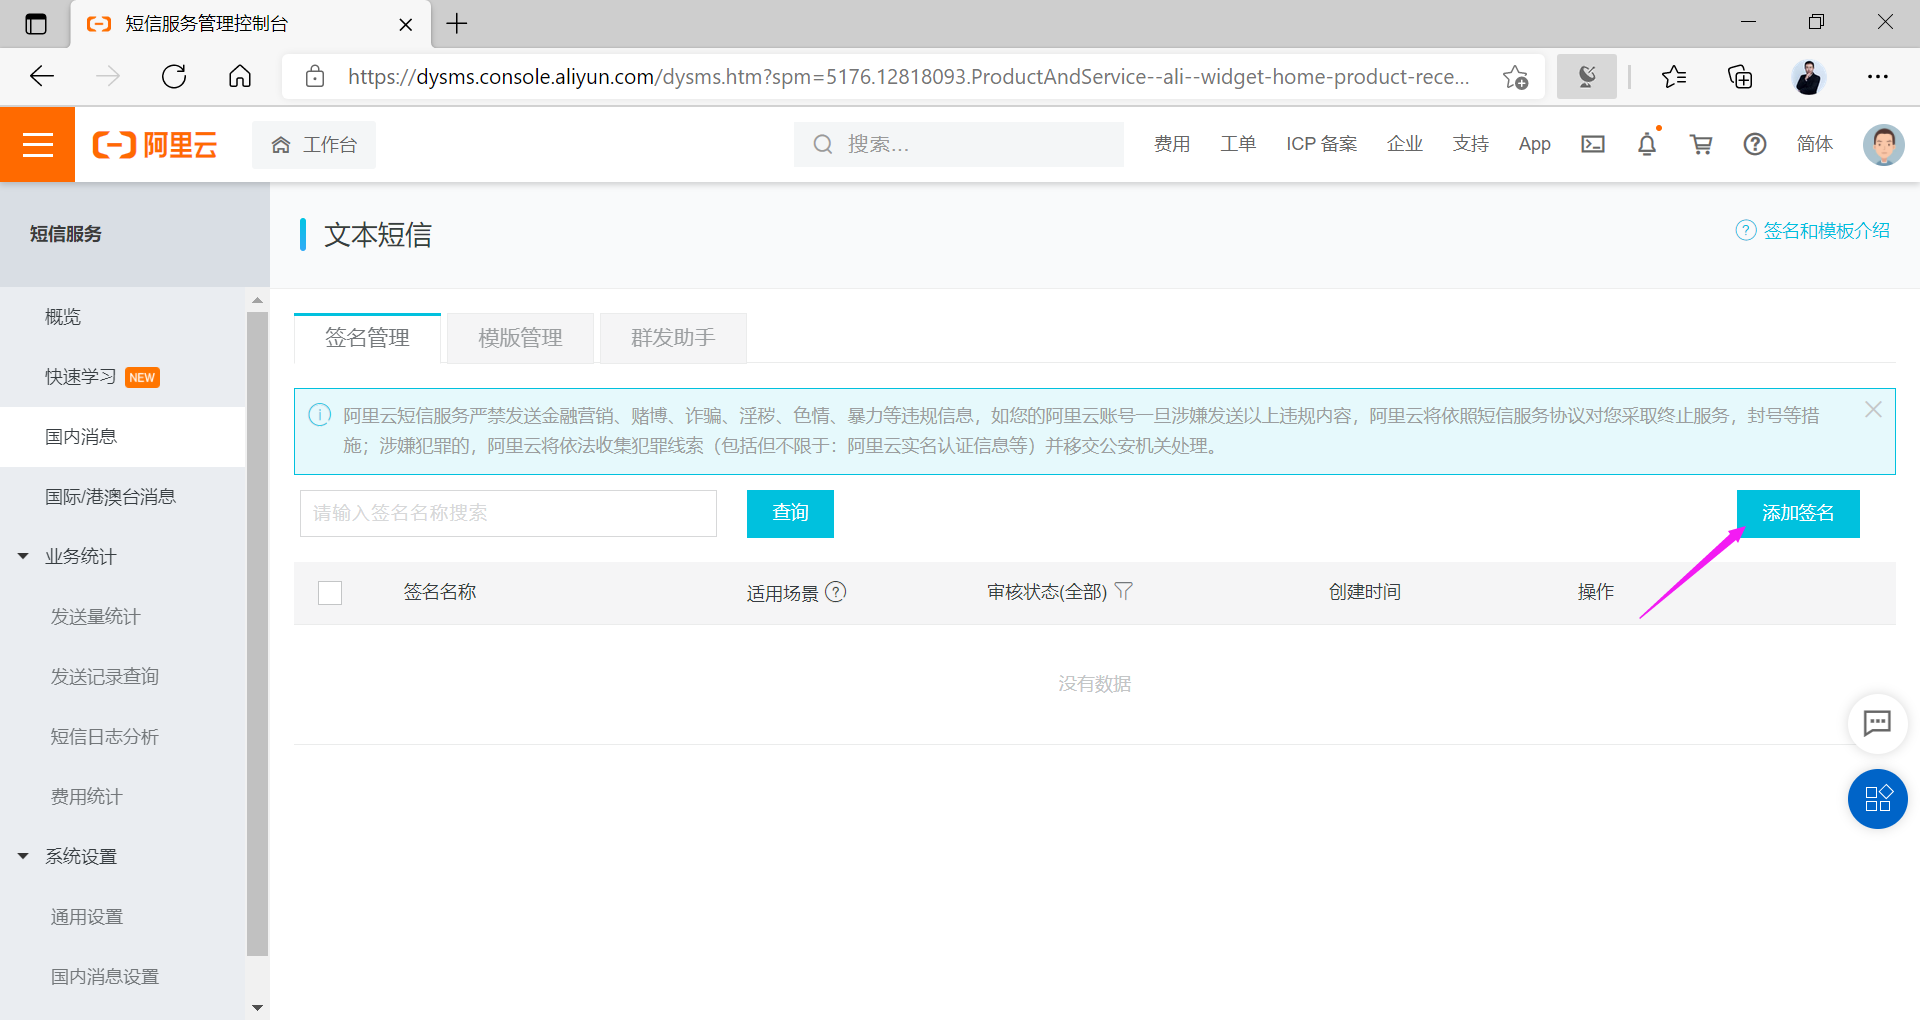 短信服务管理控制台
https://dysms.console.aliyun.com/dysms.htm?spm=5176.12818093.ProductAndService--ali--widget-home-product-rece...
阿里云
工作台
搜索...
费用
工单
ICP 备案
企业
支持
App
简体
短信服务
概览
快速学习 NEW
国内消息
国际/港澳台消息
业务统计
发送量统计
发送记录查询
短信日志分析
费用统计
系统设置
通用设置
国内消息设置
文本短信
签名和模板介绍
签名管理
模版管理
群发助手
阿里云短信服务严禁发送金融营销、赌博、诈骗、淫秽、色情、暴力等违规信息，如您的阿里云账号一旦涉嫌发送以上违规内容，阿里云将依照短信服务协议对您采取终止服务，封号等措
施；涉嫌犯罪的，阿里云将依法收集犯罪线索（包括但不限于：阿里云实名认证信息等）并移交公安机关处理。
请输入签名名称搜索
查询
添加签名
签名名称
适用场景
审核状态(全部)
创建时间
操作
没有数据